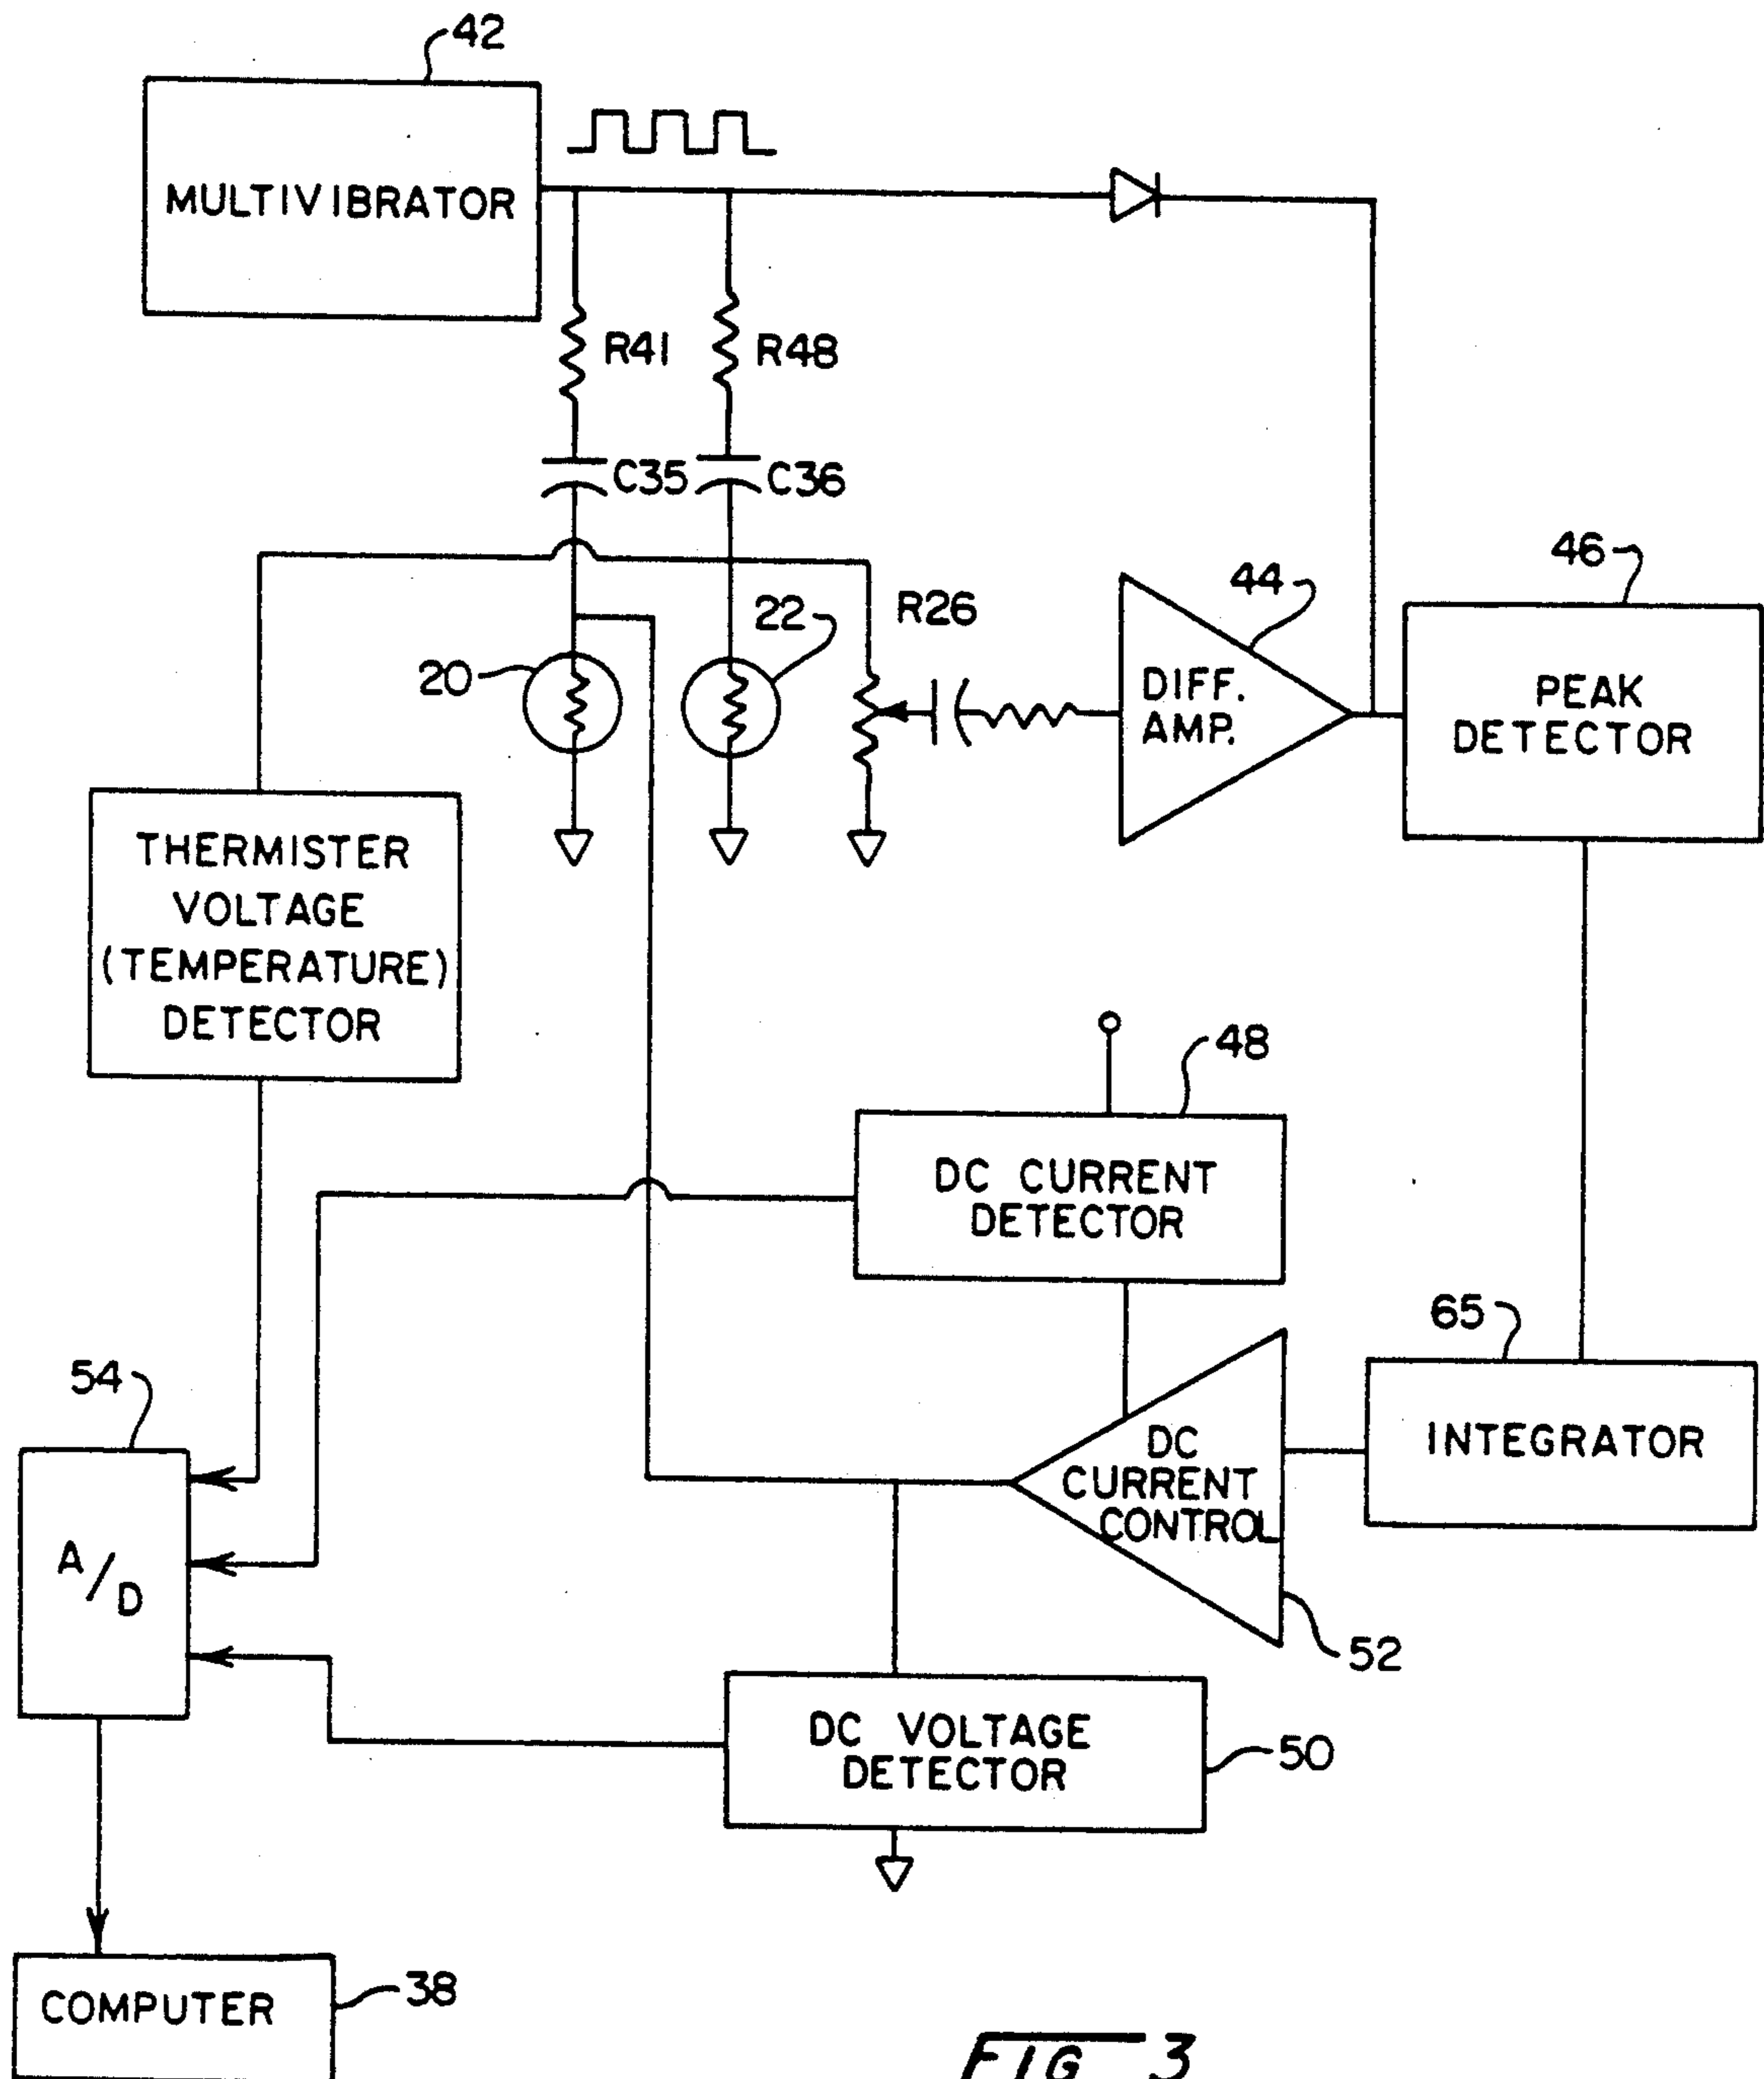 42
MULTIVIBRATOR
R41
R48
C35
C36
46
44
R26
22
20
DIFF.
AMP.
PEAK
DETECTOR
THERMISTER
VOLTAGE
(TEMPERATURE)
DETECTOR
48
DC CURRENT
DETECTOR
65
54
INTEGRATOR
DC
CURRENT
CONTROL
A/D
52
DC VOLTAGE
DETECTOR
50
38
COMPUTER
FIG 3